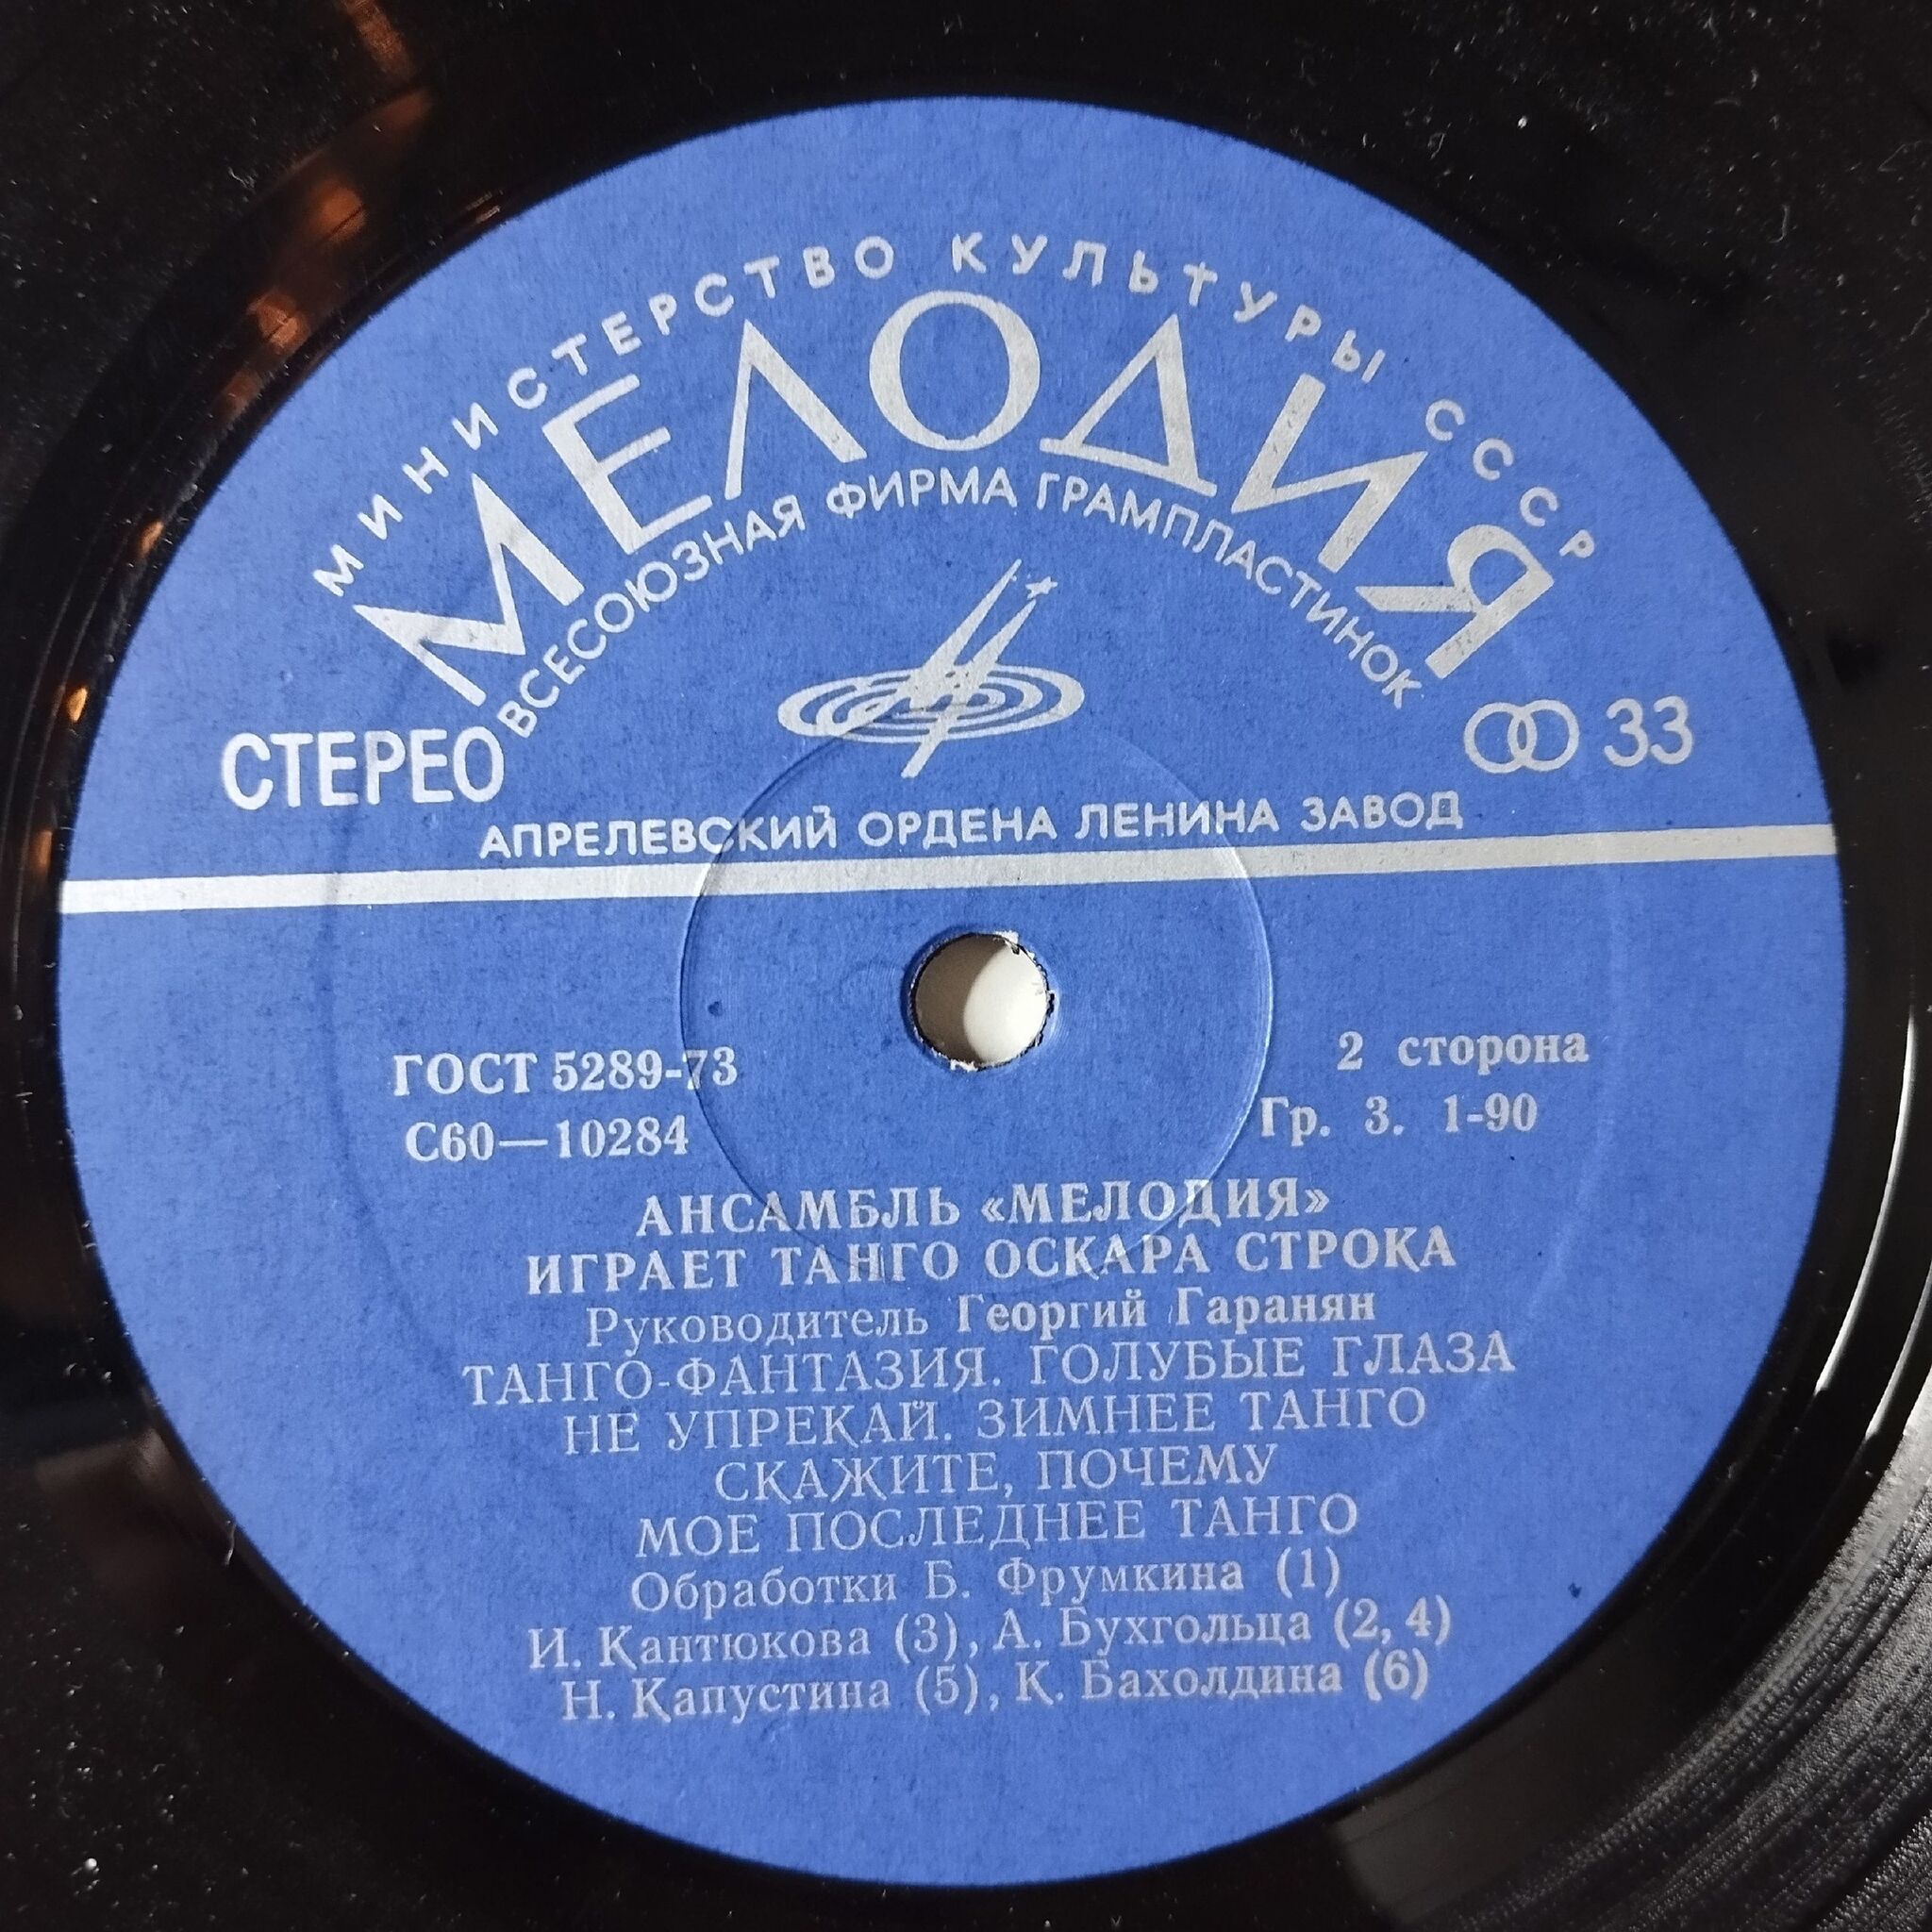 МИНИСТЕРСТВО КУЛЬТУРЫ СССР
МЕЛОДИЯ
ВСЕСОЮЗНАЯ ФИРМА ГРАМПЛАСТИНОК
СТЕРЕО
33
АПРЕЛЕВСКИЙ ОРДЕНА ЛЕНИНА ЗАВОД
ГОСТ 5289-73
2 сторона
С60—10284
Гр. 3. 1-90
АНСАМБЛЬ «МЕЛОДИЯ»
ИГРАЕТ ТАНГО ОСКАРА СТРОКА
Руководитель Георгий Гаранян
ТАНГО-ФАНТАЗИЯ. ГОЛУБЫЕ ГЛАЗА
НЕ УПРЕКАЙ. ЗИМНЕЕ ТАНГО
СКАЖИТЕ, ПОЧЕМУ
МОЕ ПОСЛЕДНЕЕ ТАНГО
Обработки Б. Фрумкина (1)
И. Кантюкова (3), А. Бухгольца (2, 4)
Н. Капустина (5), К. Бахолдина (6)